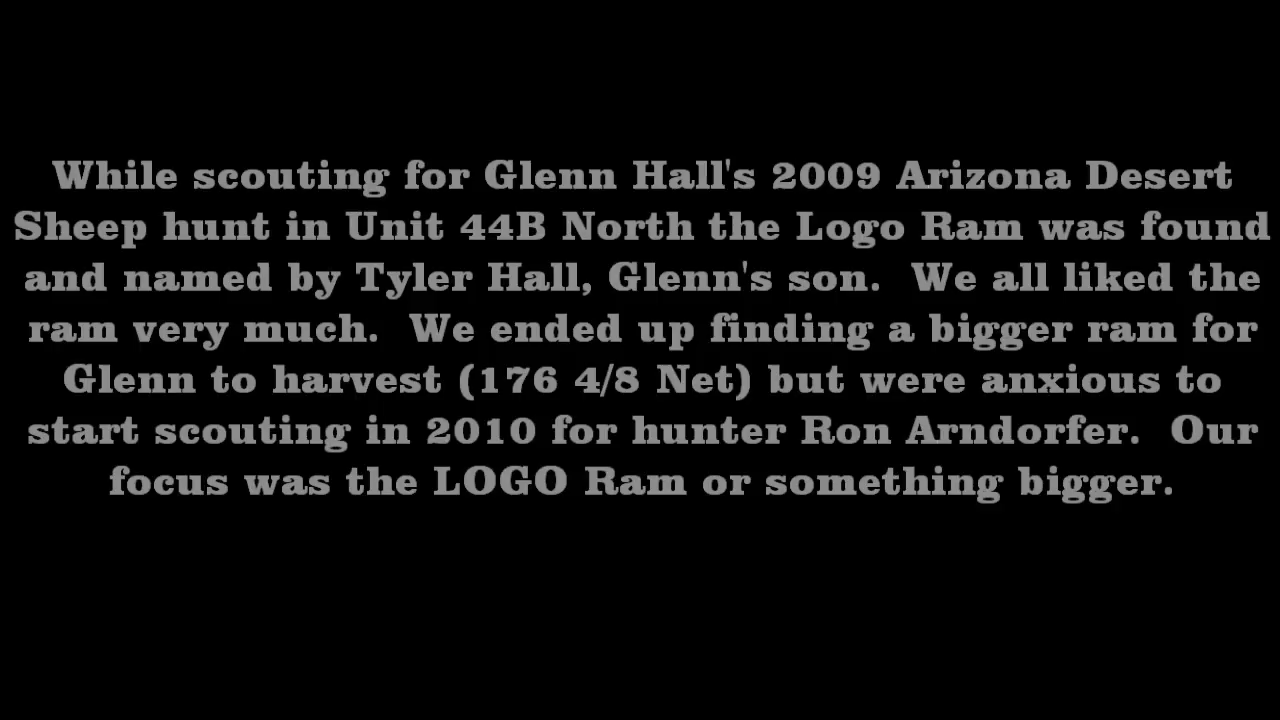 While scouting for Glenn Hall's 2009 Arizona Desert
Sheep hunt in Unit 44B North the Logo Ram was found
and named by Tyler Hall, Glenn's son.  We all liked the
ram very much.  We ended up finding a bigger ram for
Glenn to harvest (176 4/8 Net) but were anxious to
start scouting in 2010 for hunter Ron Arndorfer.  Our
focus was the LOGO Ram or something bigger.